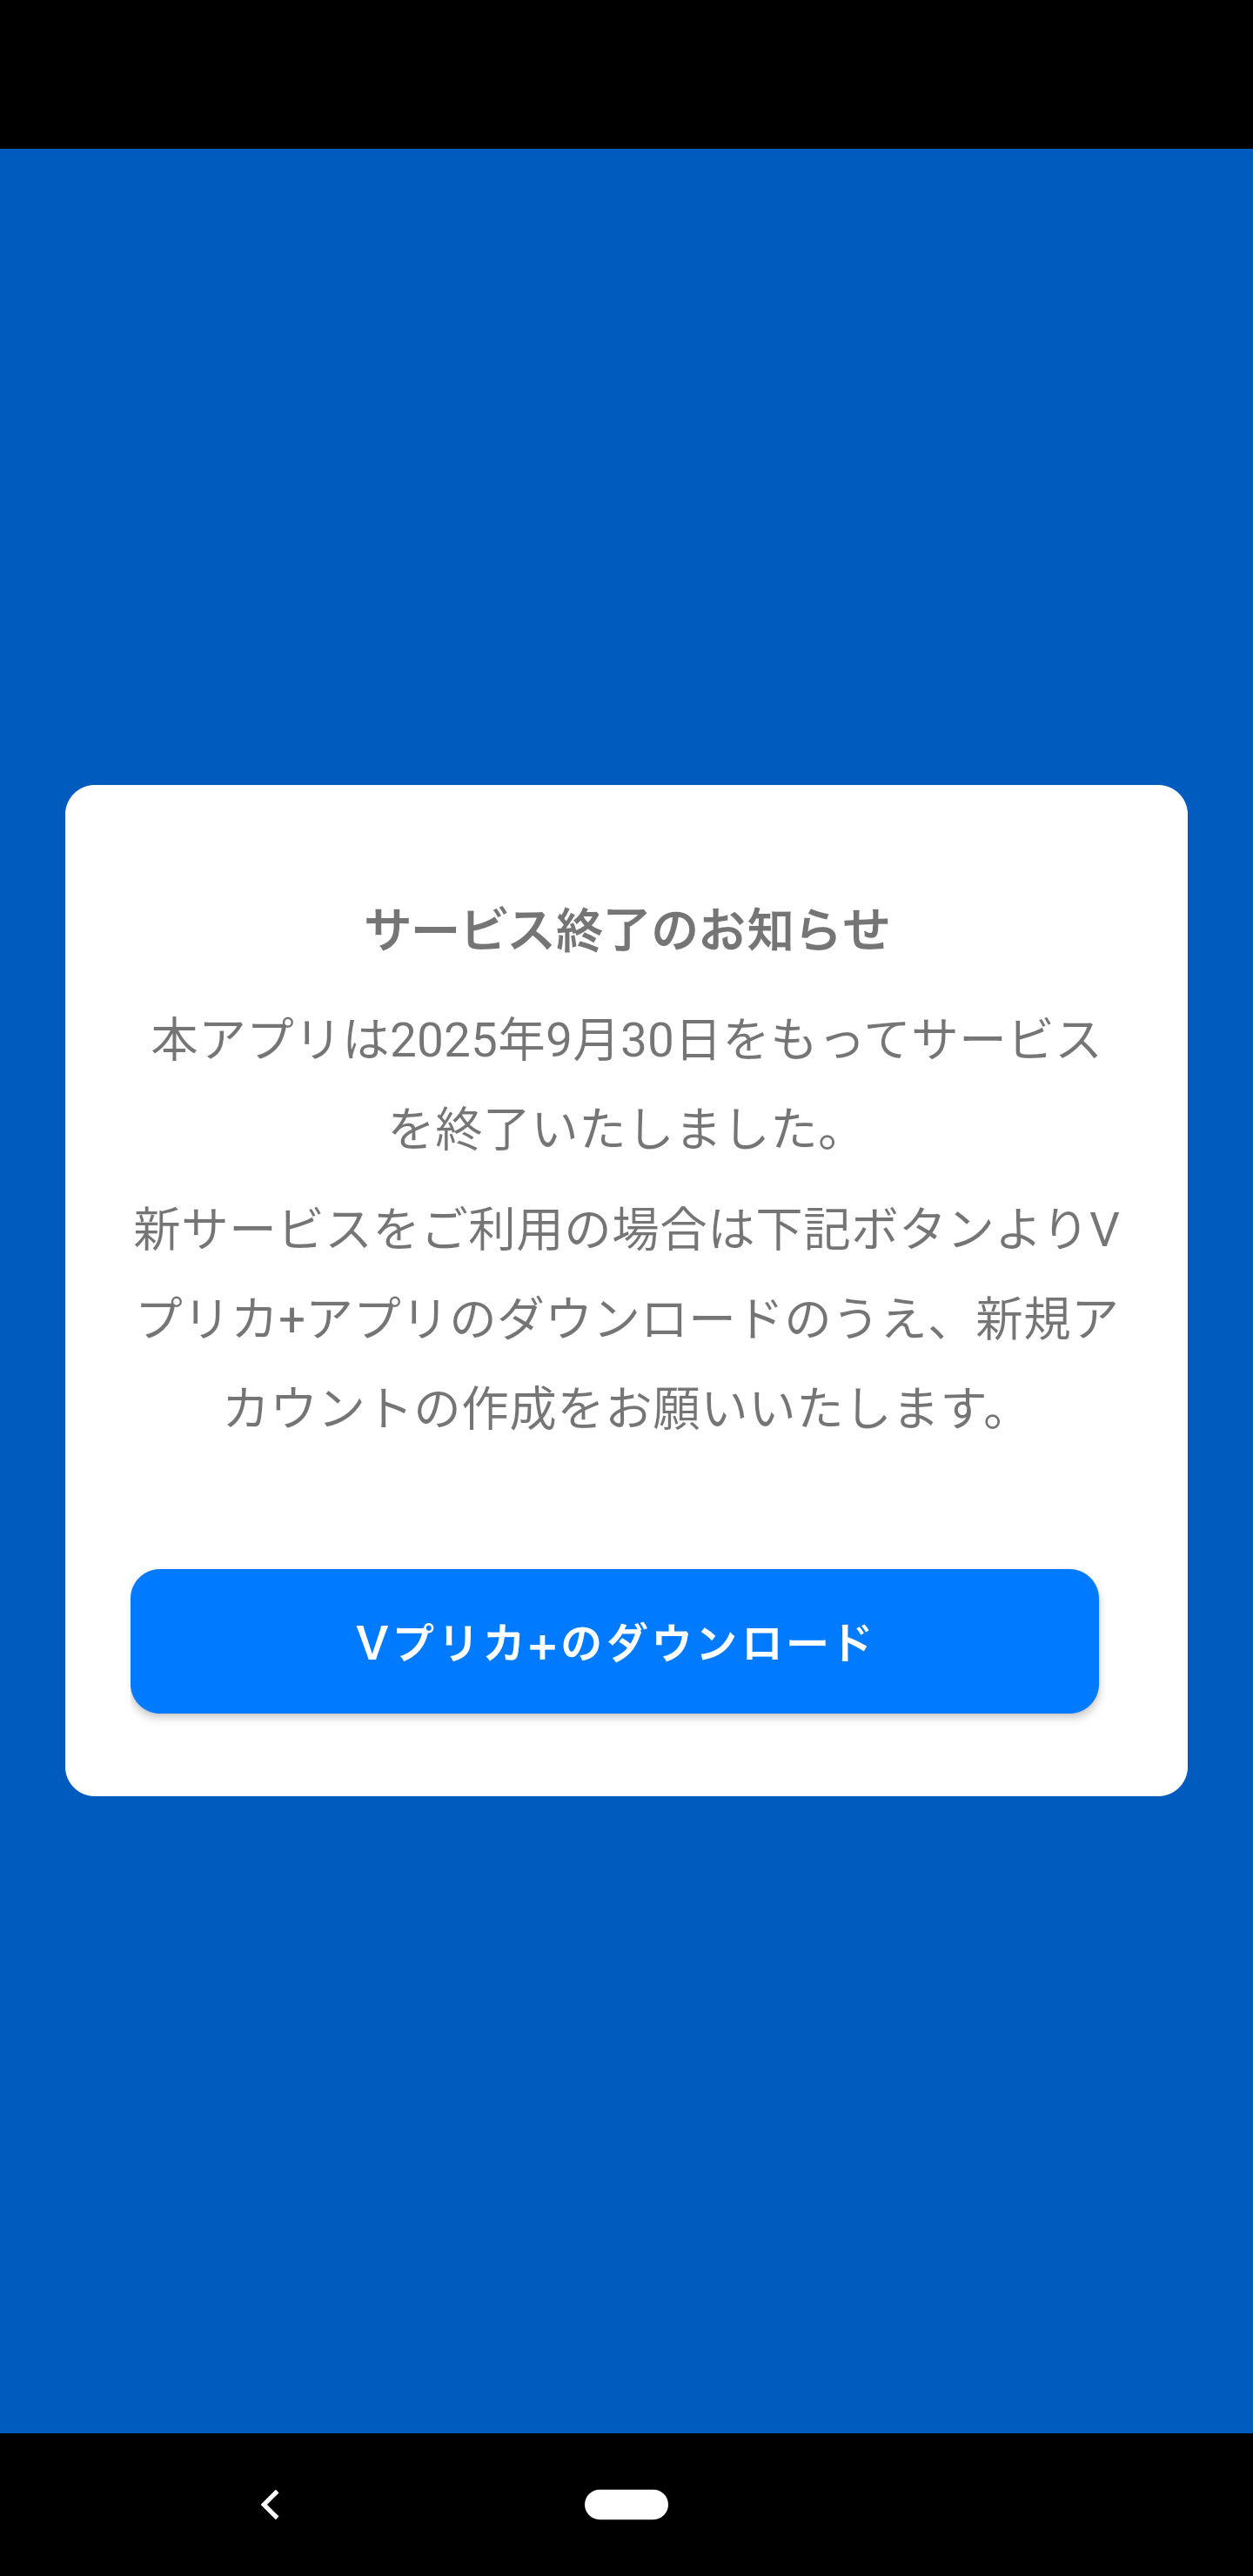 サービス終了のお知らせ
本アプリは2025年9月30日をもってサービス
を終了いたしました。
新サービスをご利用の場合は下記ボタンよりV
プリカ+アプリのダウンロードのうえ、新規ア
カウントの作成をお願いいたします。
Vプリカ+のダウンロード